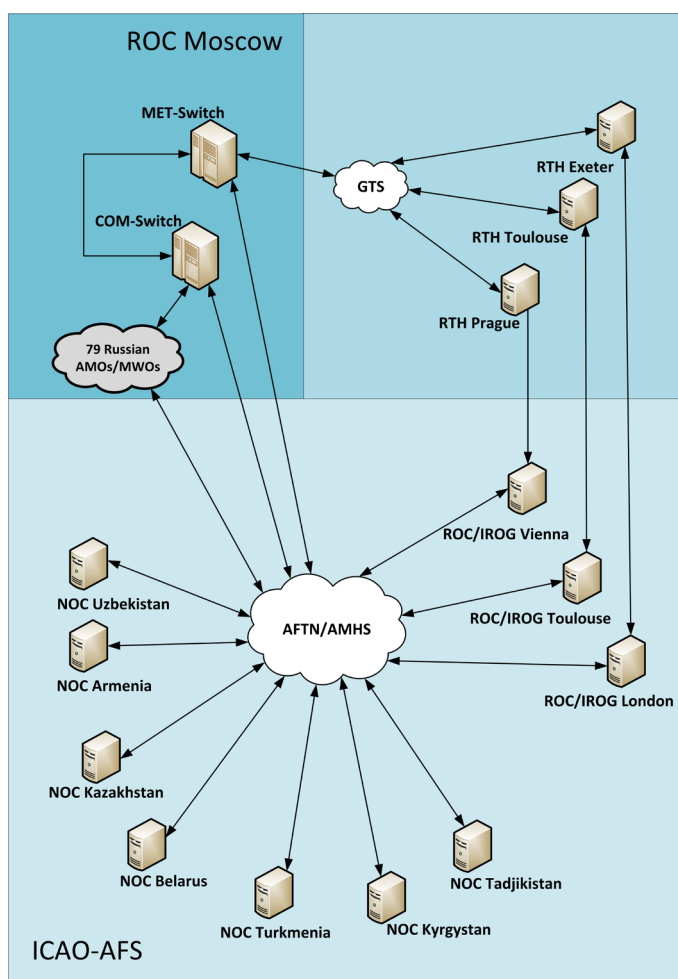 ROC Moscow
MET-Switch
RTH Exeter
GTS
COM-Switch
RTH Toulouse
RTH Prague
79 Russian
AMOs/MWOs
ROC/IROG Vienna
NOC Uzbekistan
ROC/IROG Toulouse
AFTN/AMHS
NOC Armenia
ROC/IROG London
NOC Kazakhstan
NOC Belarus
NOC Tadjikistan
NOC Turkmenia
NOC Kyrgystan
ICAO-AFS